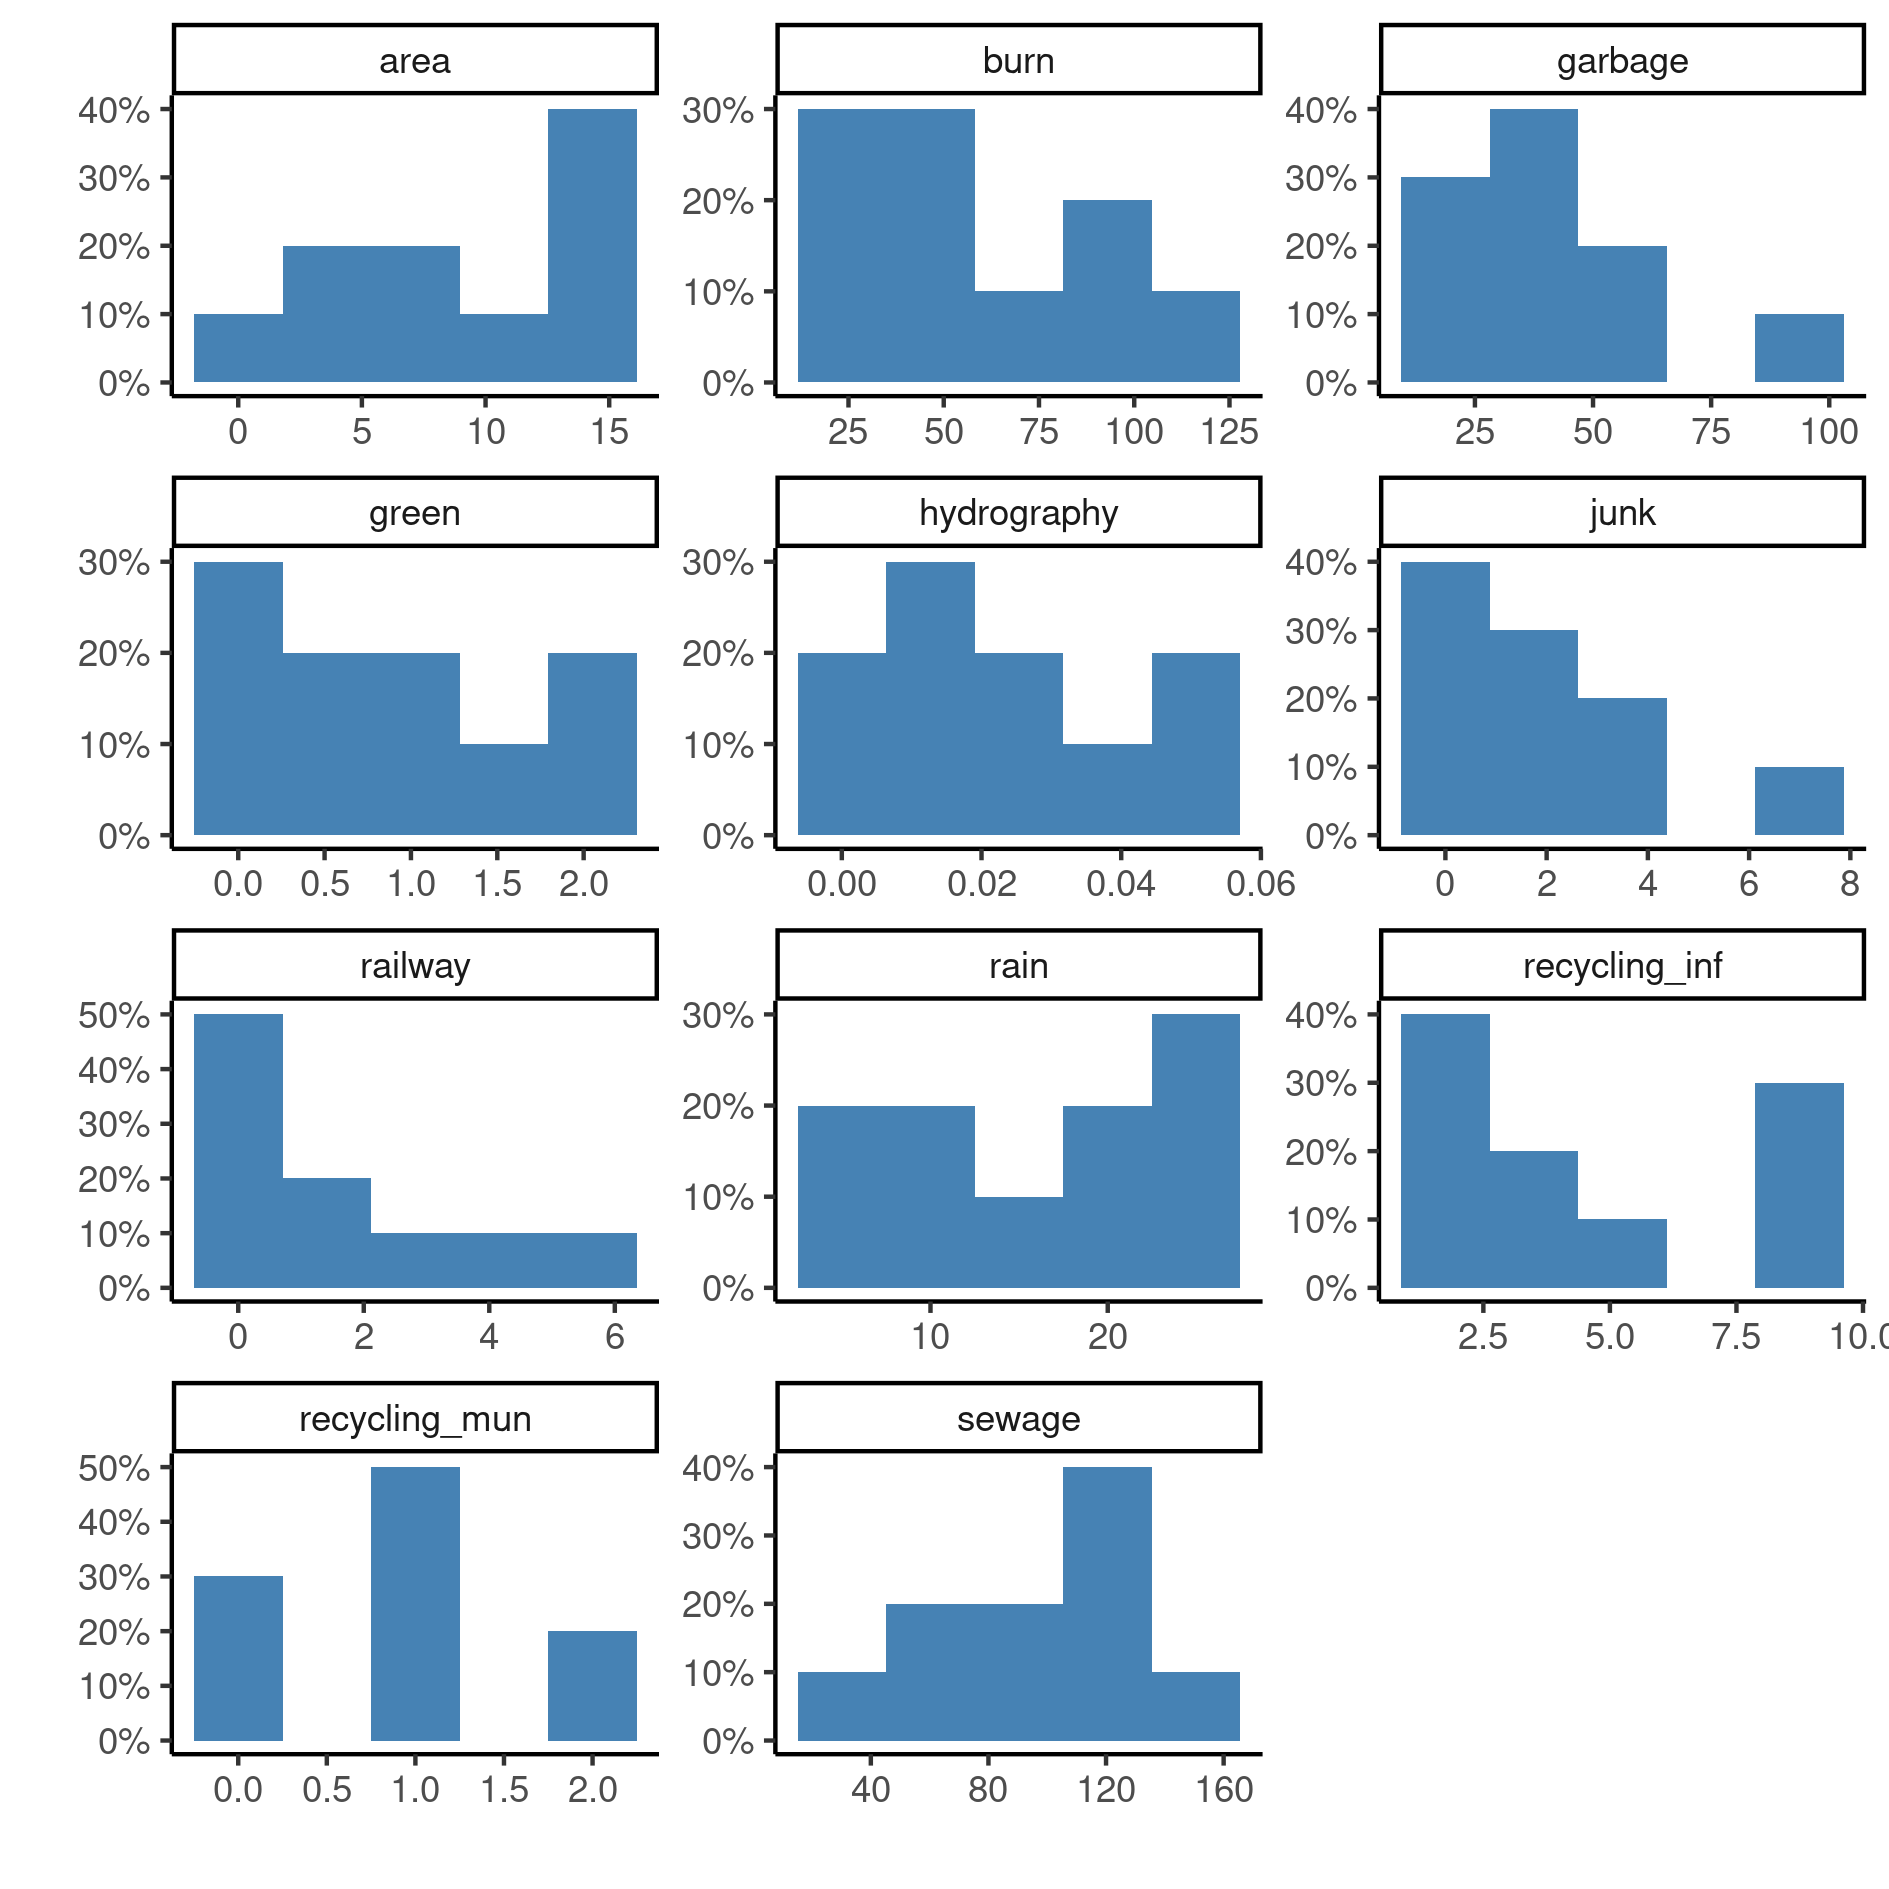 area burn garbage
40% 30% 40%
30% 20% 30%
20% 10% 20%
10% 0% 10%
0% 0%
0 5 10 15 25 50 75 100 125 25 50 75 100
green hydrography junk
30% 30% 40%
20% 20% 30%
10% 10% 20%
0% 0% 10%
0%
0.0 0.5 1.0 1.5 2.0 0.00 0.02 0.04 0.06 0 2 4 6 8
railway rain recycling_inf
50% 30% 40%
40% 20% 30%
30% 10% 20%
20% 0% 10%
10% 0%
0%
0 2 4 6 10 20 2.5 5.0 7.5 10.0
recycling_mun sewage
50% 40%
40% 30%
30% 20%
20% 10%
10% 0%
0%
0.0 0.5 1.0 1.5 2.0 40 80 120 160